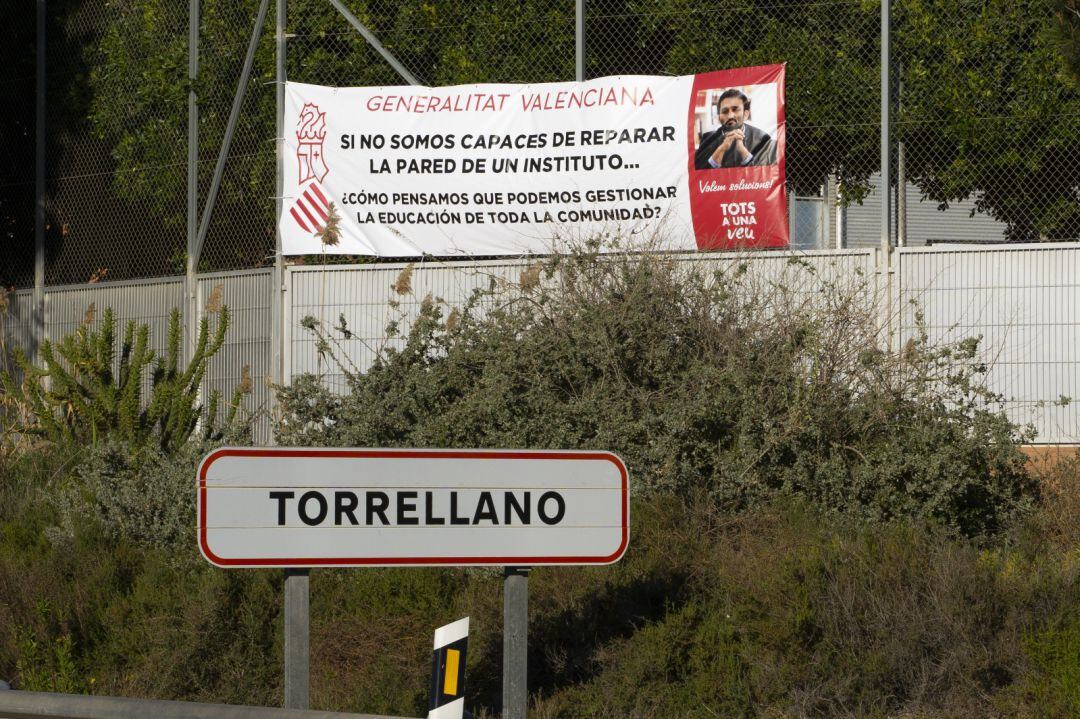 GENERALITAT VALENCIANA
SI NO SOMOS CAPACES DE REPARAR
LA PARED DE UN INSTITUTO...
¿CÓMO PENSAMOS QUE PODEMOS GESTIONAR
LA EDUCACIÓN DE TODA LA COMUNIDAD?
Volem solucions!
TOTS
A UNA
veu
TORRELLANO